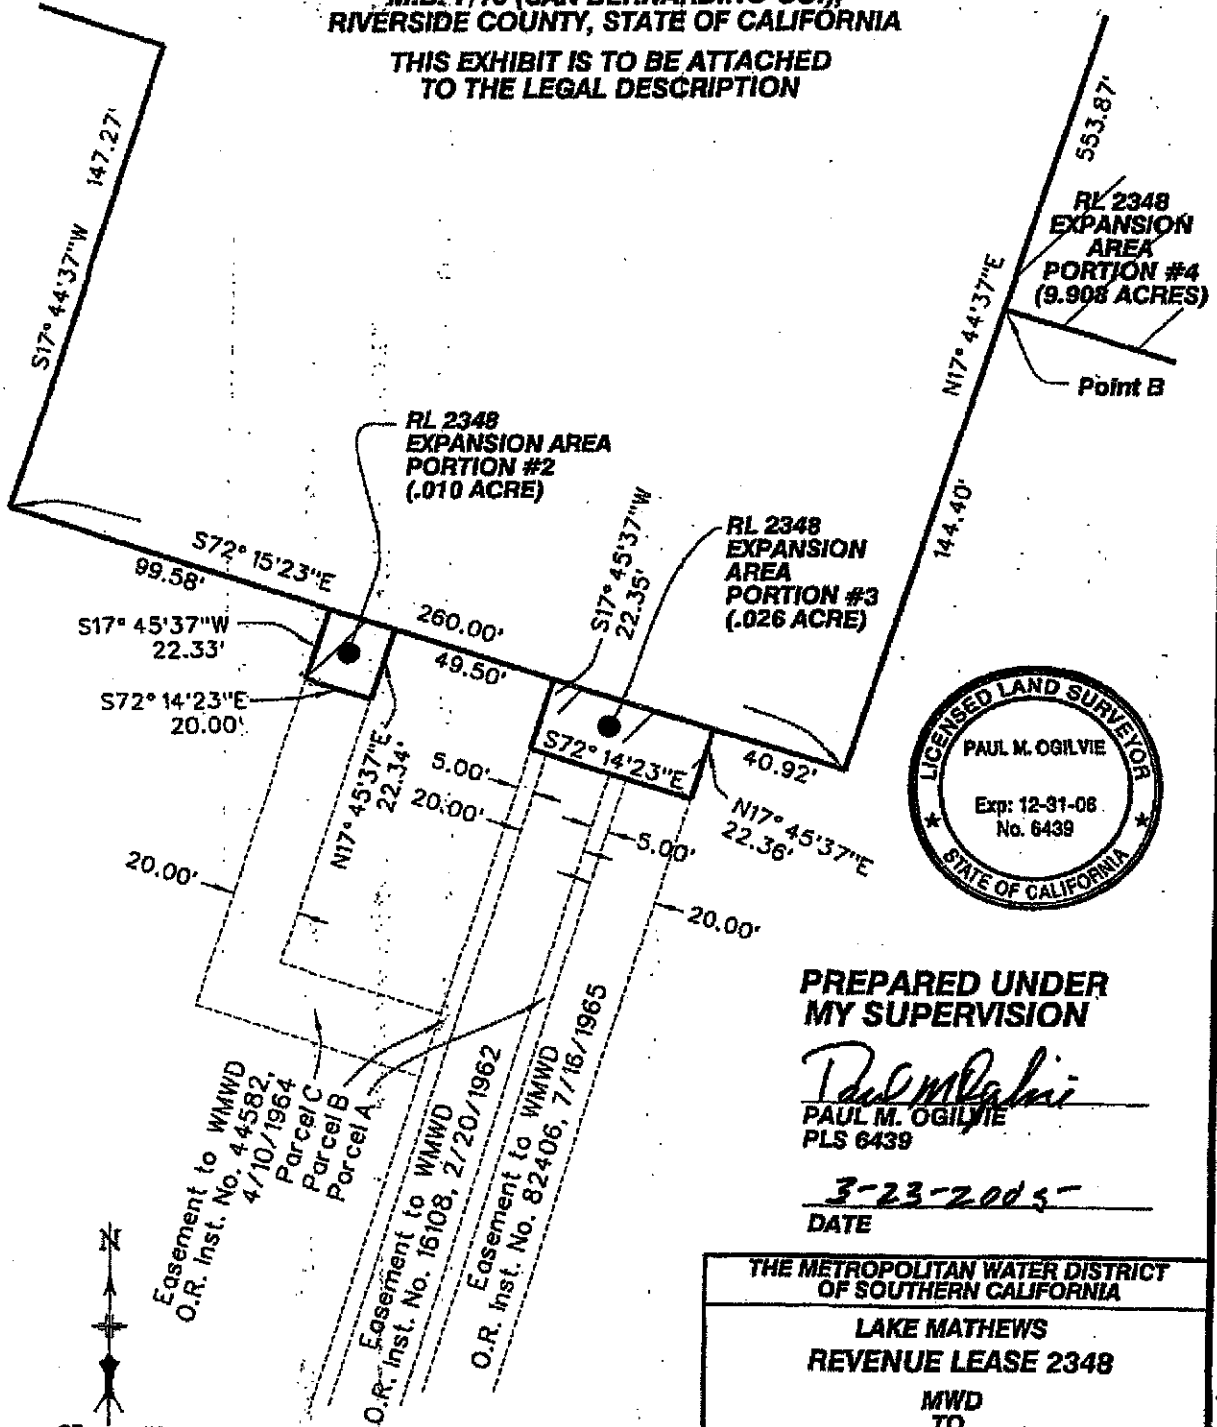 RIVERSIDE COUNTY, STATE OF CALIFORNIA
THIS EXHIBIT IS TO BE ATTACHED
TO THE LEGAL DESCRIPTION
147.27'
S17° 44'37"W
553.87'
RL 2348
EXPANSION
AREA
PORTION #4
(9.908 ACRES)
N17° 44'37"E
Point B
144.40'
RL 2348
EXPANSION AREA
PORTION #2
(.010 ACRE)
S72° 15'23"E
99.58'
260.00'
49.50'
S17° 45'37"W
22.35'
RL 2348
EXPANSION
AREA
PORTION #3
(.026 ACRE)
S17° 45'37"W
22.33'
S72° 14'23"E
20.00'
N17° 45'37"E
22.34'
S72° 14'23"E
40.92'
N17° 45'37"E
22.36'
5.00'
20.00'
5.00'
20.00'
20.00'
LICENSED LAND SURVEYOR
PAUL M. OGILVIE
Exp: 12-31-06
No. 6439
STATE OF CALIFORNIA
Easement to WMWD
O.R. Inst. No. 44582,
4/10/1964
Parcel C
Parcel B
Parcel A
Easement to WMWD
O.R. Inst. No. 16108, 2/20/1962
Easement to WMWD
O.R. Inst. No. 82406, 7/16/1965
N
PREPARED UNDER
MY SUPERVISION
Paul M Ogilvie
PAUL M. OGILVIE
PLS 6439
3-23-2005
DATE
THE METROPOLITAN WATER DISTRICT
OF SOUTHERN CALIFORNIA
LAKE MATHEWS
REVENUE LEASE 2348
MWD
TO